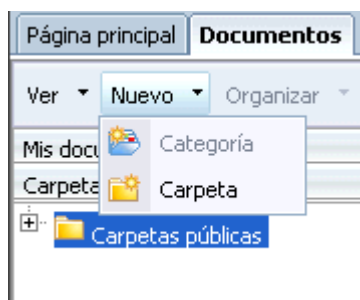 Página principal Documentos
Ver Nuevo Organizar
Mis docu
Categoría
Carpeta
Carpeta
Carpetas públicas